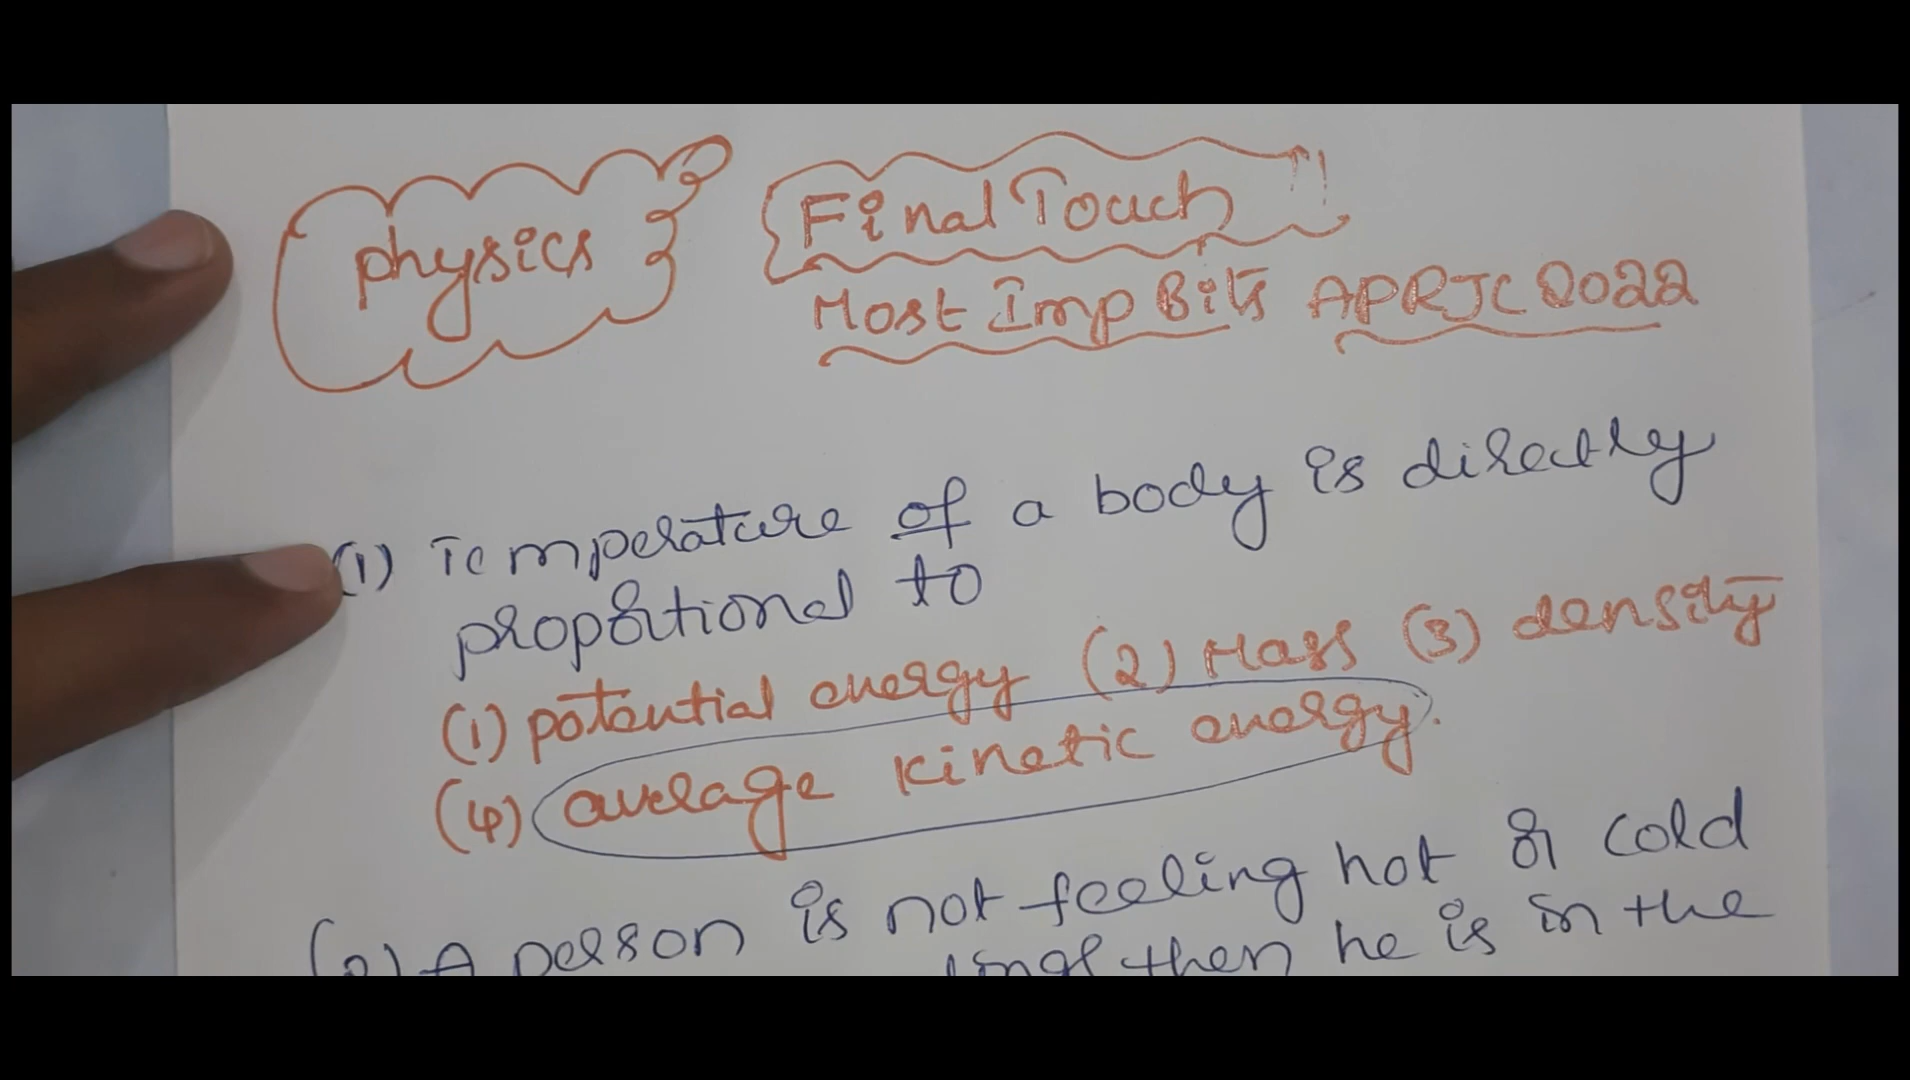 physics
Final Touch
Most Imp Bits APRJC 2022
(1) Temperature of a body is directly
proportional to
(1) potential energy (2) Mass (3) density
(4) average kinetic energy.
(2) A person is not feeling hot or cold
then he is in the